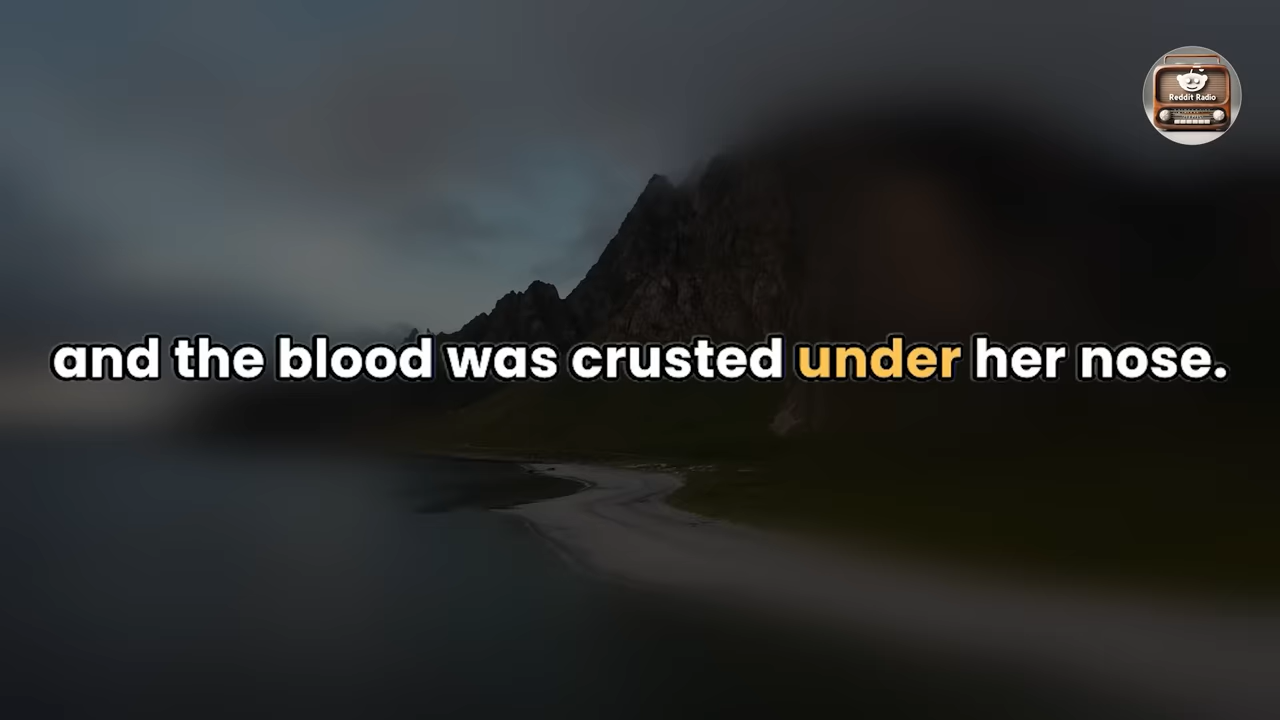 Reddit Radio
and the blood was crusted under her nose.